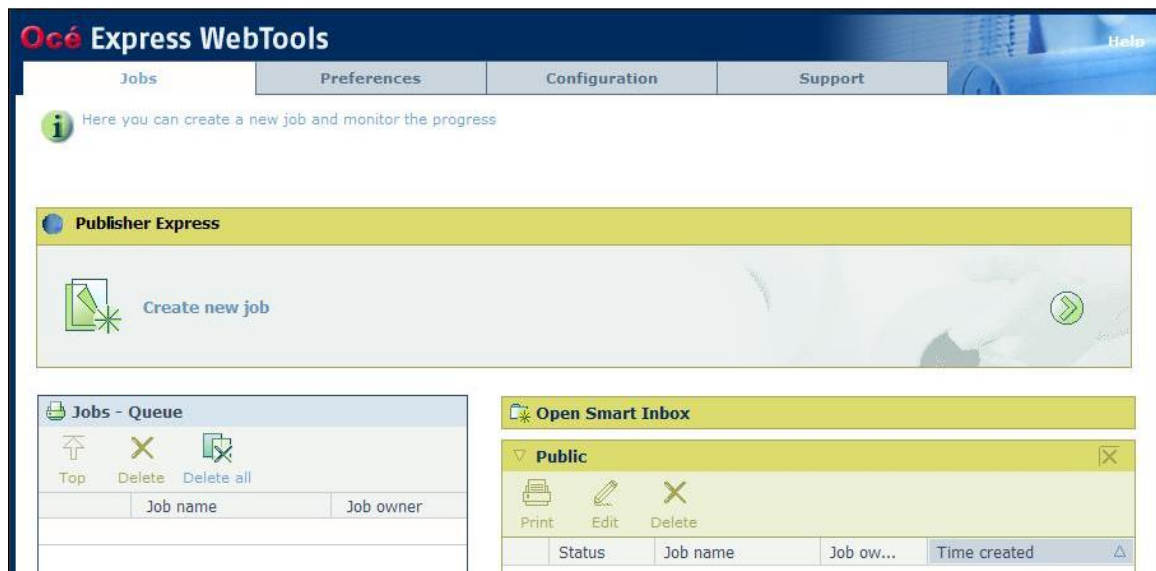 Océ Express WebTools
Help
Jobs Preferences Configuration Support
Here you can create a new job and monitor the progress
Publisher Express
Create new job
Jobs - Queue
Top Delete Delete all
Job name Job owner
Open Smart Inbox
Public
Print Edit Delete
Status Job name Job ow... Time created